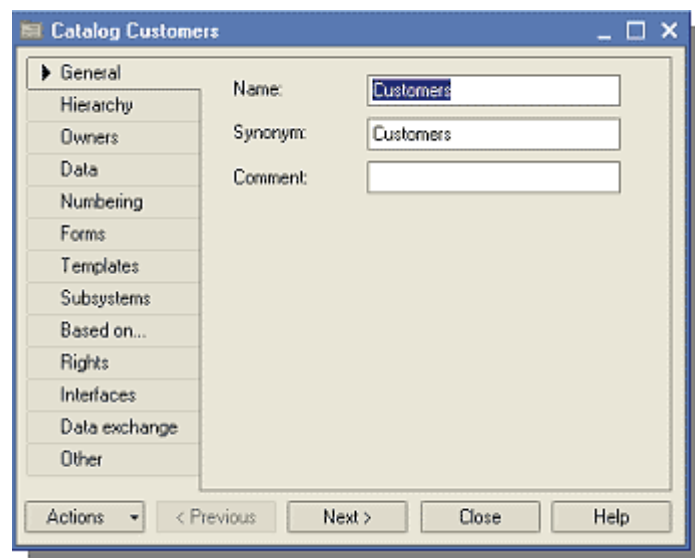 Catalog Customers
General
Hierarchy
Owners
Data
Numbering
Forms
Templates
Subsystems
Based on...
Rights
Interfaces
Data exchange
Other
Name: Customers
Synonym: Customers
Comment:
Actions < Previous Next > Close Help